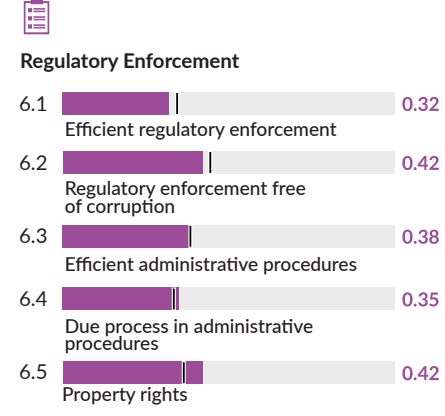 Regulatory Enforcement
6.1 0.32
Efficient regulatory enforcement
6.2 0.42
Regulatory enforcement free
of corruption
6.3 0.38
Efficient administrative procedures
6.4 0.35
Due process in administrative
procedures
6.5 0.42
Property rights